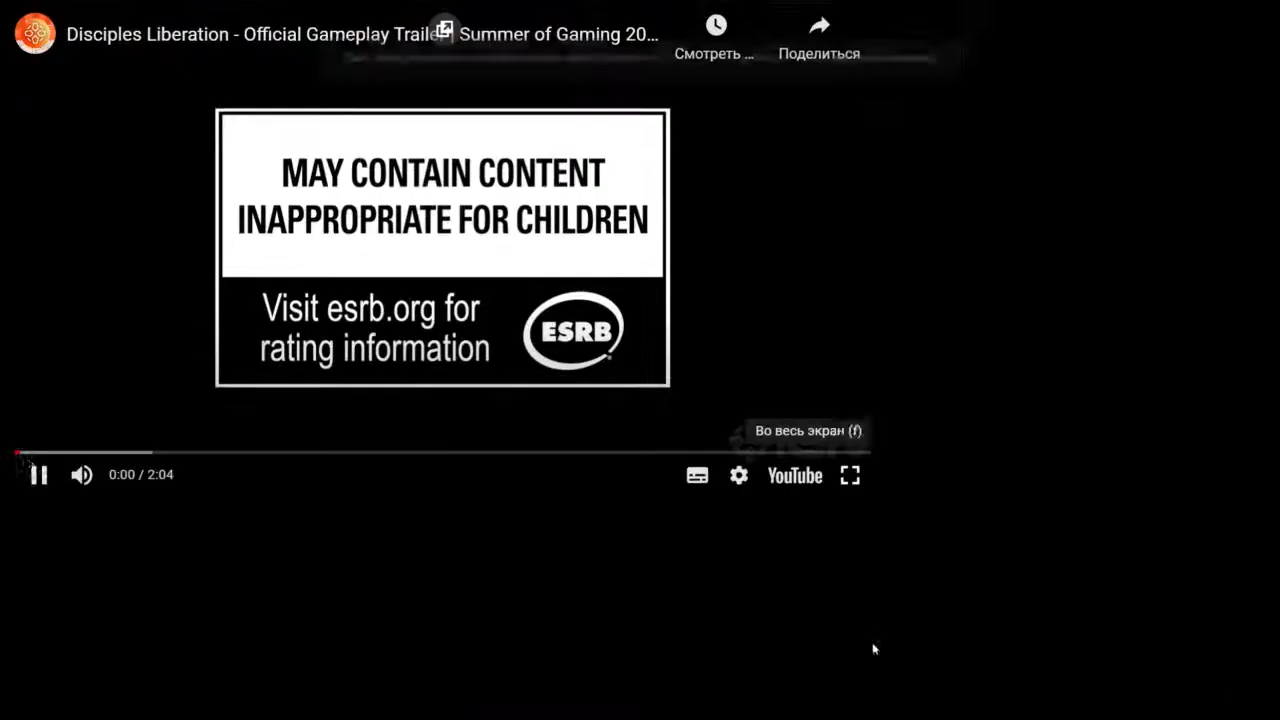 Disciples Liberation - Official Gameplay Trailer | Summer of Gaming 20...
Смотреть ...
Поделиться
MAY CONTAIN CONTENT
INAPPROPRIATE FOR CHILDREN
Visit esrb.org for
rating information
ESRB
Во весь экран (f)
0:00 / 2:04
YouTube